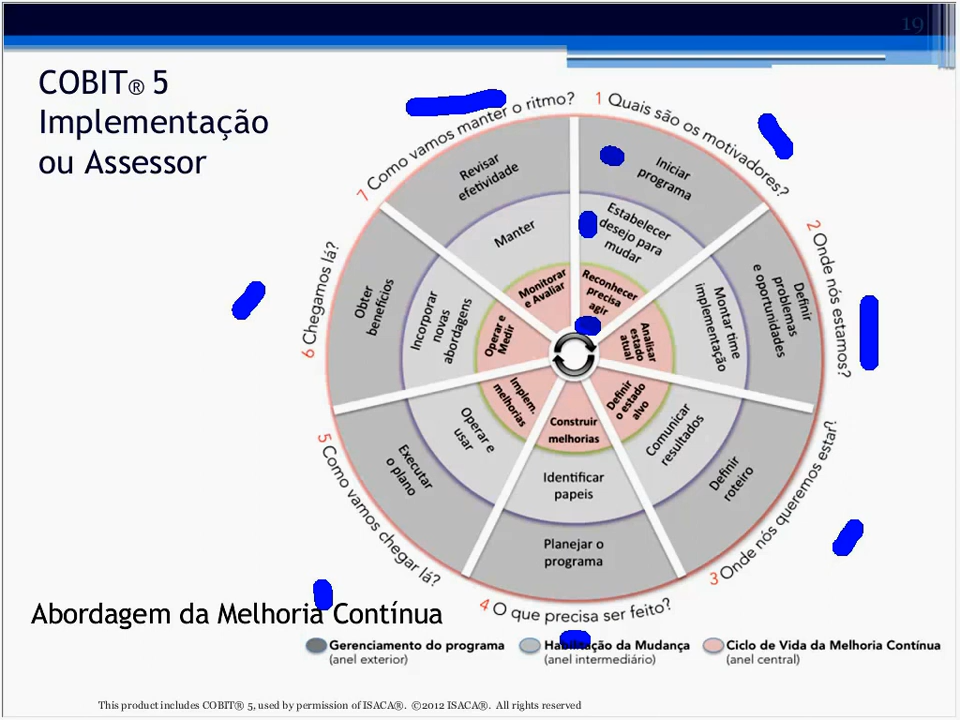 19
COBIT® 5
Implementação
ou Assessor
1 Quais são os motivadores?
Iniciar
programa
Estabelecer
desejo para
mudar
Reconhecer
precisa
agir
2 Onde nós estamos?
Definir
problemas
e oportunidades
Montar time
implementação
Analisar
estado
atual
3 Onde nós queremos estar?
Definir
roteiro
Comunicar
resultados
Definir
o estado
alvo
4 O que precisa ser feito?
Planejar o
programa
Identificar
papeis
Construir
melhorias
5 Como vamos chegar lá?
Executar
o plano
Operar e
usar
Implem.
melhorias
6 Chegamos lá?
Obter
benefícios
Incorporar
novas
abordagens
Operar e
Medir
7 Como vamos manter o ritmo?
Revisar
efetividade
Manter
Monitorar
e Avaliar
Abordagem da Melhoria Contínua
Gerenciamento do programa
(anel exterior)
Habilitação da Mudança
(anel intermediário)
Ciclo de Vida da Melhoria Contínua
(anel central)
This product includes COBIT® 5, used by permission of ISACA®. ©2012 ISACA®. All rights reserved